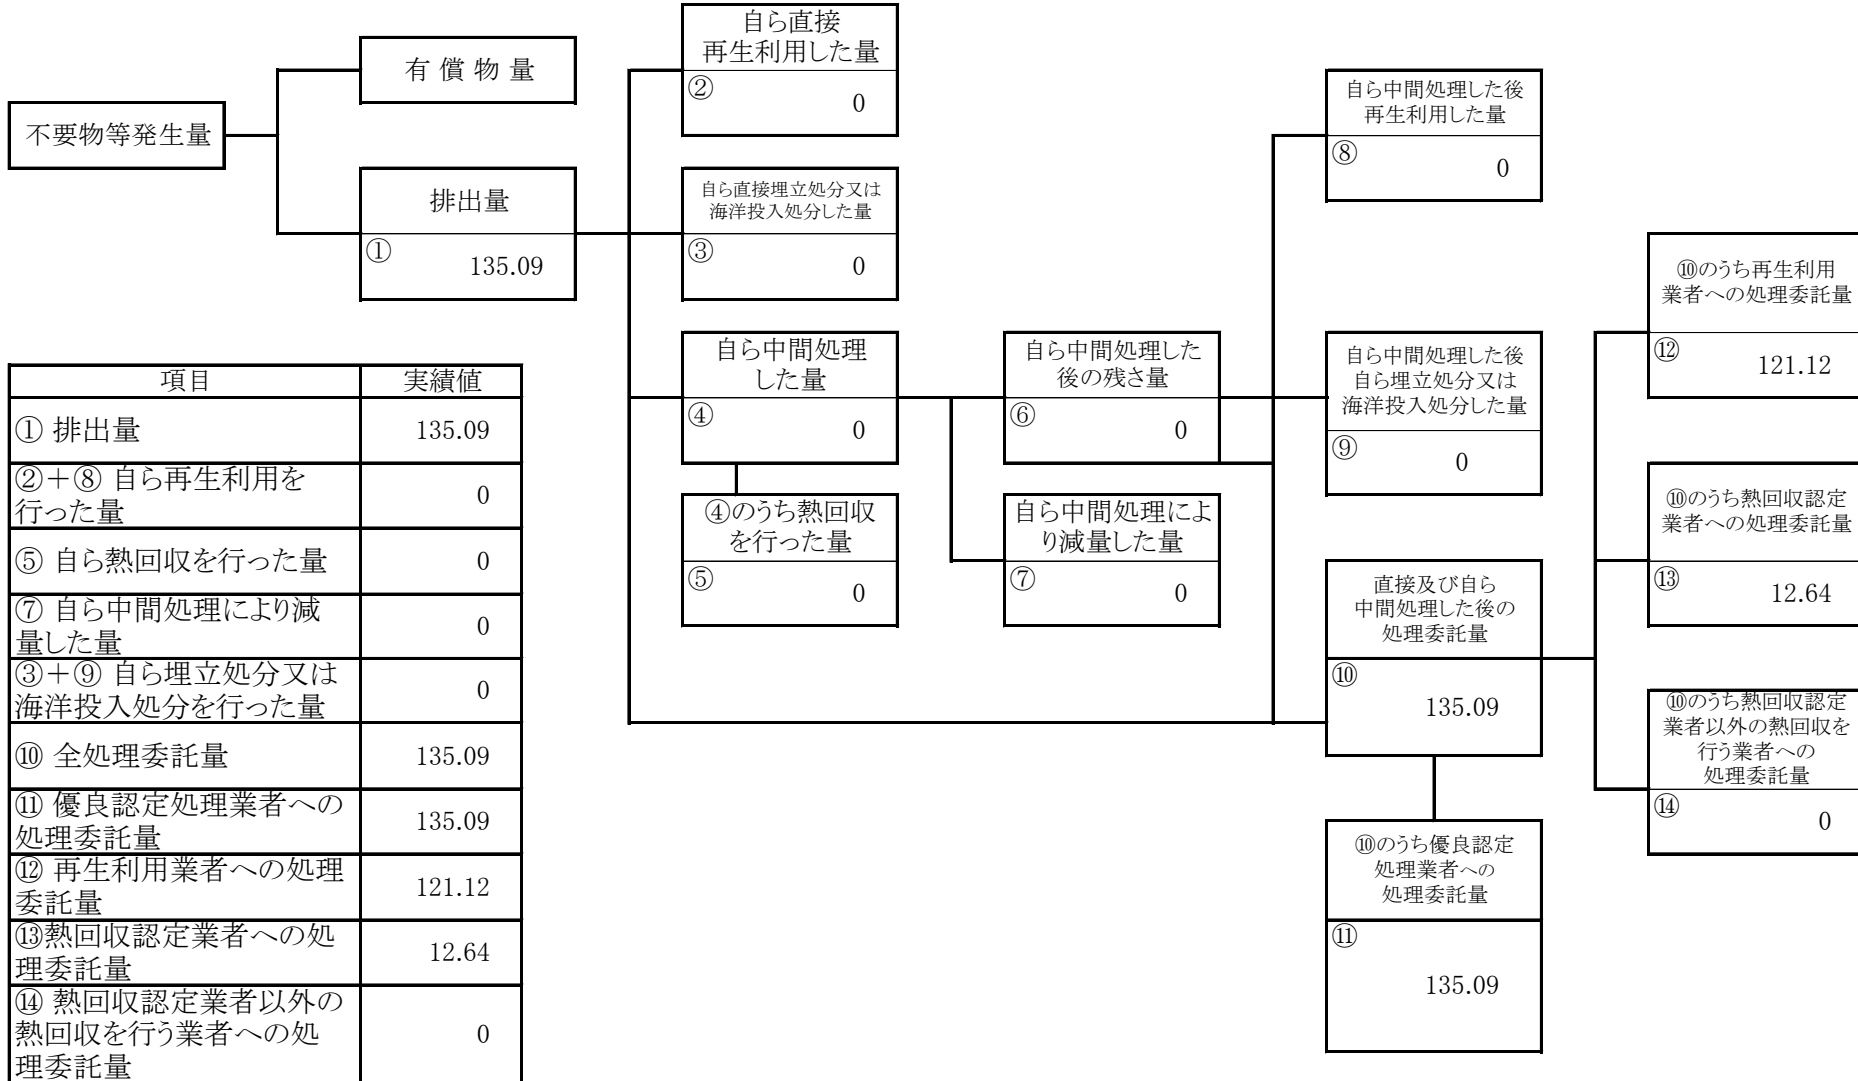 不要物等発生量
有 償 物 量
排出量
①
135.09
自ら直接
再生利用した量
②
0
自ら直接埋立処分又は
海洋投入処分した量
③
0
自ら中間処理
した量
④
0
④のうち熱回収
を行った量
⑤
0
自ら中間処理した
後の残さ量
⑥
0
自ら中間処理によ
り減量した量
⑦
0
自ら中間処理した後
再生利用した量
⑧
0
自ら中間処理した後
自ら埋立処分又は
海洋投入処分した量
⑨
0
直接及び自ら
中間処理した後の
処理委託量
⑩
135.09
⑩のうち優良認定
処理業者への
処理委託量
⑪
135.09
⑩のうち再生利用
業者への処理委託量
⑫
121.12
⑩のうち熱回収認定
業者への処理委託量
⑬
12.64
⑩のうち熱回収認定
業者以外の熱回収を
行う業者への
処理委託量
⑭
0
項目 実績値
① 排出量 135.09
②＋⑧ 自ら再生利用を
行った量
0
⑤ 自ら熱回収を行った量 0
⑦ 自ら中間処理により減
量した量
0
③＋⑨ 自ら埋立処分又は
海洋投入処分を行った量
0
⑩ 全処理委託量 135.09
⑪ 優良認定処理業者への
処理委託量
135.09
⑫ 再生利用業者への処理
委託量
121.12
⑬熱回収認定業者への処
理委託量
12.64
⑭ 熱回収認定業者以外の
熱回収を行う業者への処
理委託量
0